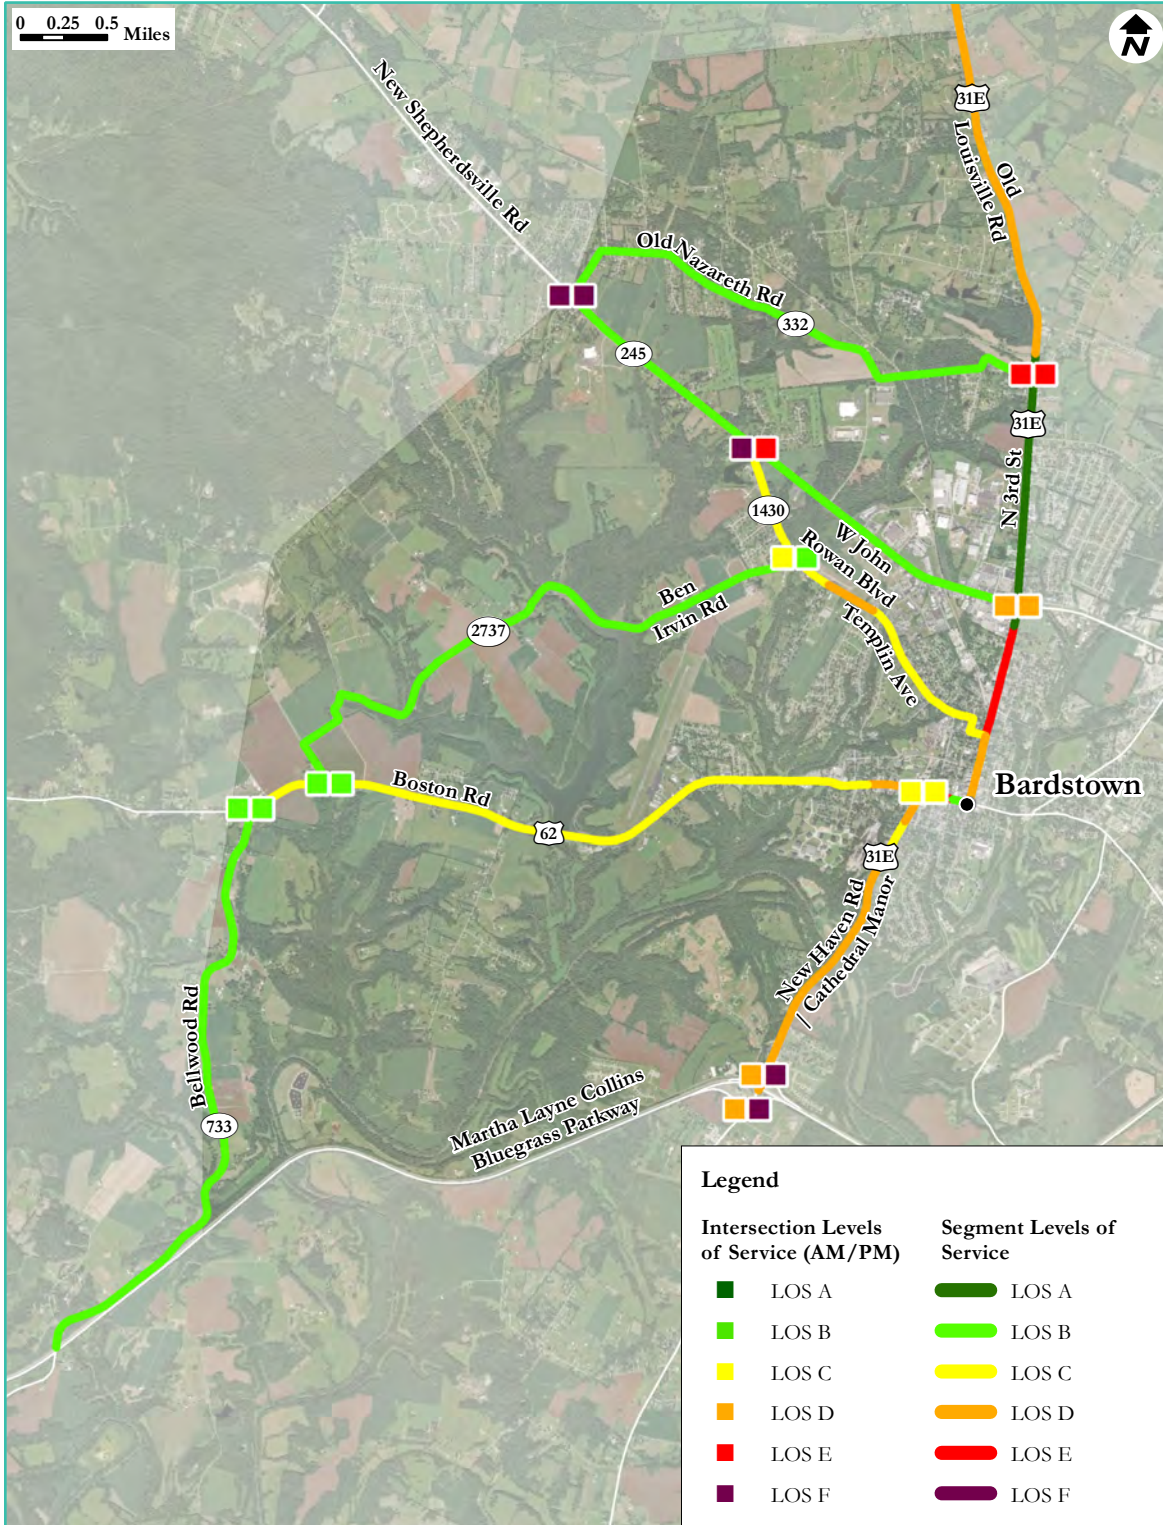 0 0.25 0.5 Miles
N
31E
New Shepherdsville Rd
Old
Louisville Rd
Old Nazareth Rd
332
245
31E
N 3rd St
1430
W John
Rowan Blvd
Ben
Irvin Rd
2737
Templin Ave
Boston Rd
Bardstown
62
31E
New Haven Rd
/ Cathedral Manor
Bellwood Rd
733
Martha Layne Collins
Bluegrass Parkway
Legend
Intersection Levels
of Service (AM/PM)
LOS A
LOS B
LOS C
LOS D
LOS E
LOS F
Segment Levels of
Service
LOS A
LOS B
LOS C
LOS D
LOS E
LOS F